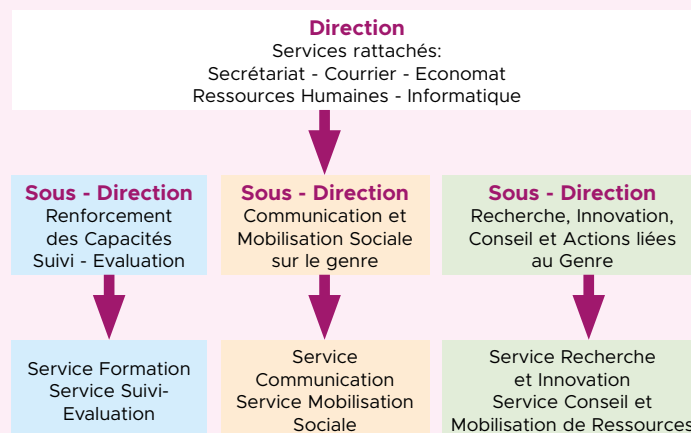 Direction
Services rattachés:
Secrétariat - Courrier - Economat
Ressources Humaines - Informatique
Sous - Direction
Renforcement
des Capacités
Suivi - Evaluation
Sous - Direction
Communication et
Mobilisation Sociale
sur le genre
Sous - Direction
Recherche, Innovation,
Conseil et Actions liées
au Genre
Service Formation
Service Suivi-
Evaluation
Service
Communication
Service Mobilisation
Sociale
Service Recherche
et Innovation
Service Conseil et
Mobilisation de Ressources